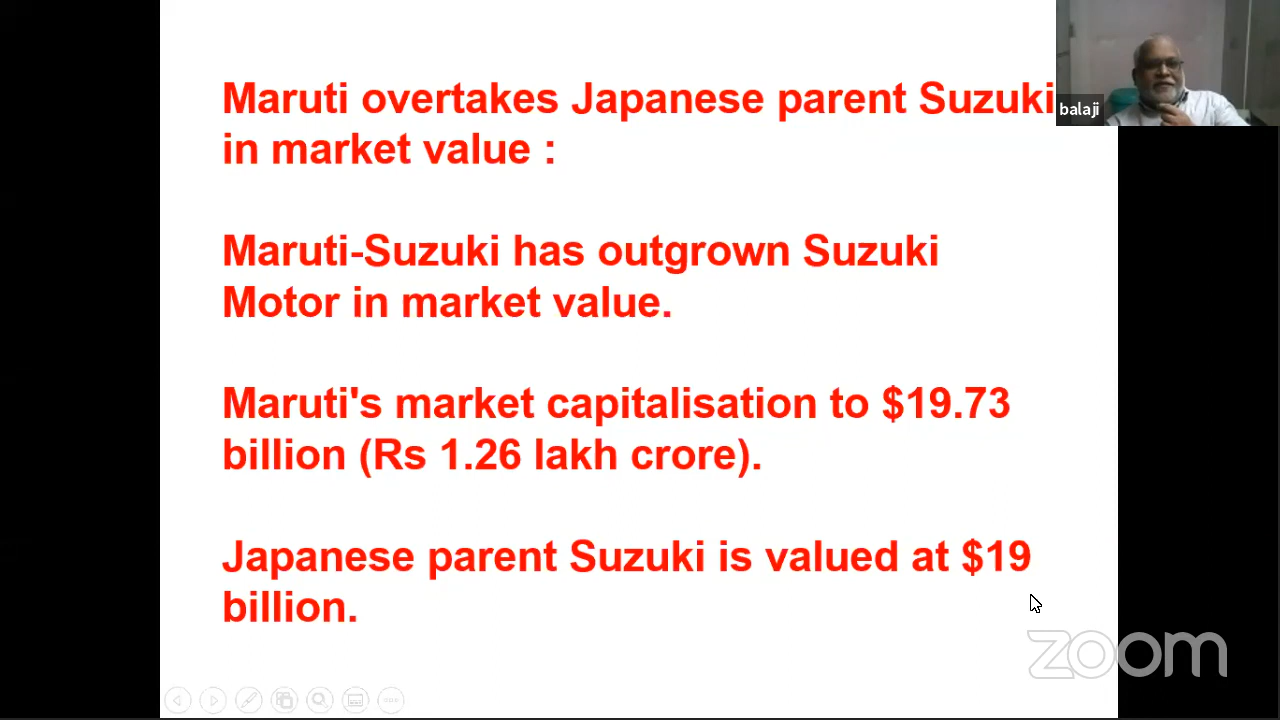 Maruti overtakes Japanese parent Suzuki
in market value :
Maruti-Suzuki has outgrown Suzuki
Motor in market value.
Maruti's market capitalisation to $19.73
billion (Rs 1.26 lakh crore).
Japanese parent Suzuki is valued at $19
billion.
balaji
zoom